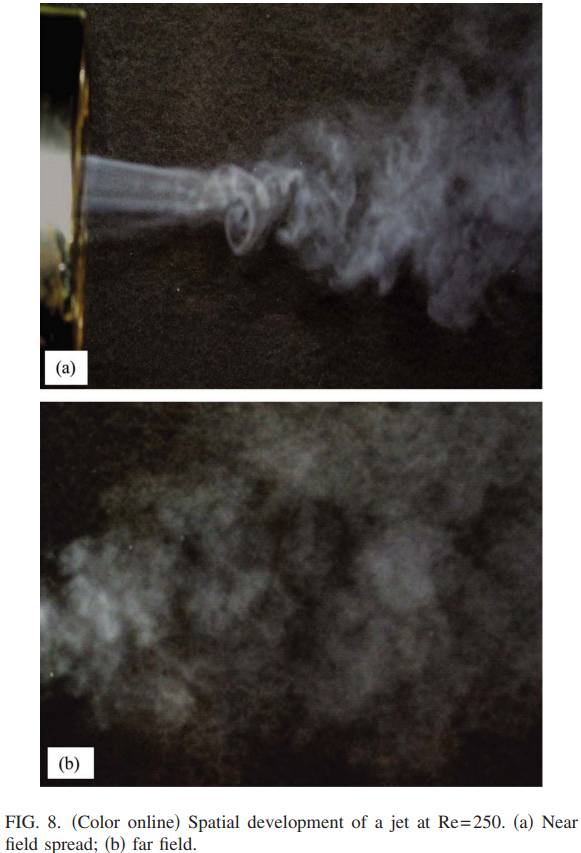 (a)
(b)
FIG. 8. (Color online) Spatial development of a jet at Re=250. (a) Near
field spread; (b) far field.